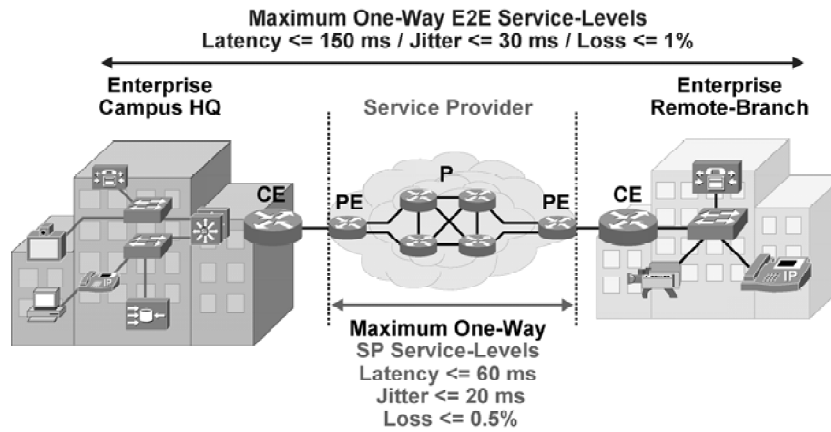 Maximum One-Way E2E Service-Levels
Latency <= 150 ms / Jitter <= 30 ms / Loss <= 1%
Enterprise
Campus HQ
Service Provider
Enterprise
Remote-Branch
CE
PE
P
PE
CE
IP
IP
Maximum One-Way
SP Service-Levels
Latency <= 60 ms
Jitter <= 20 ms
Loss <= 0.5%